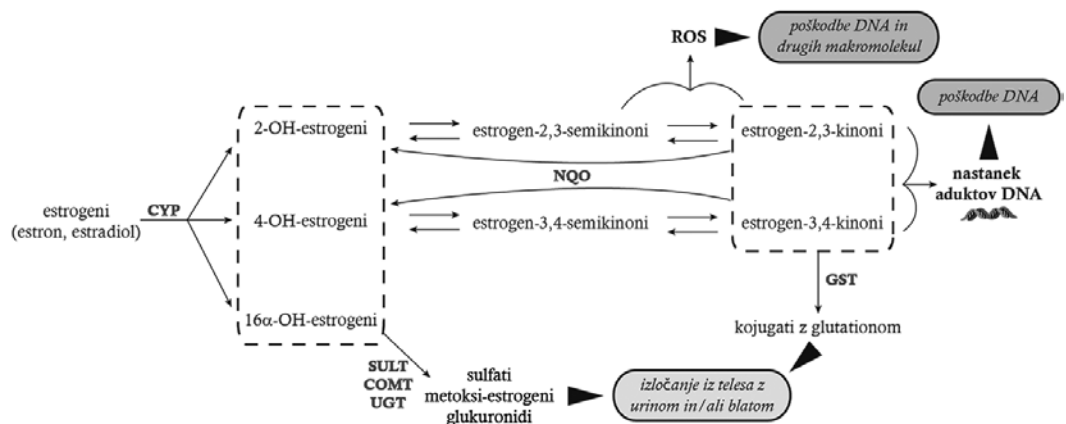 ROS
poškodbe DNA in
drugih makromolekul
poškodbe DNA
2-OH-estrogeni
estrogen-2,3-semikinoni
estrogen-2,3-kinoni
NQO
nastanek
aduktov DNA
estrogeni
(estron, estradiol)
CYP
4-OH-estrogeni
estrogen-3,4-semikinoni
estrogen-3,4-kinoni
GST
16α-OH-estrogeni
kojugati z glutationom
SULT
COMT
UGT
sulfati
metoksi-estrogeni
glukuronidi
izločanje iz telesa z
urinom in/ali blatom